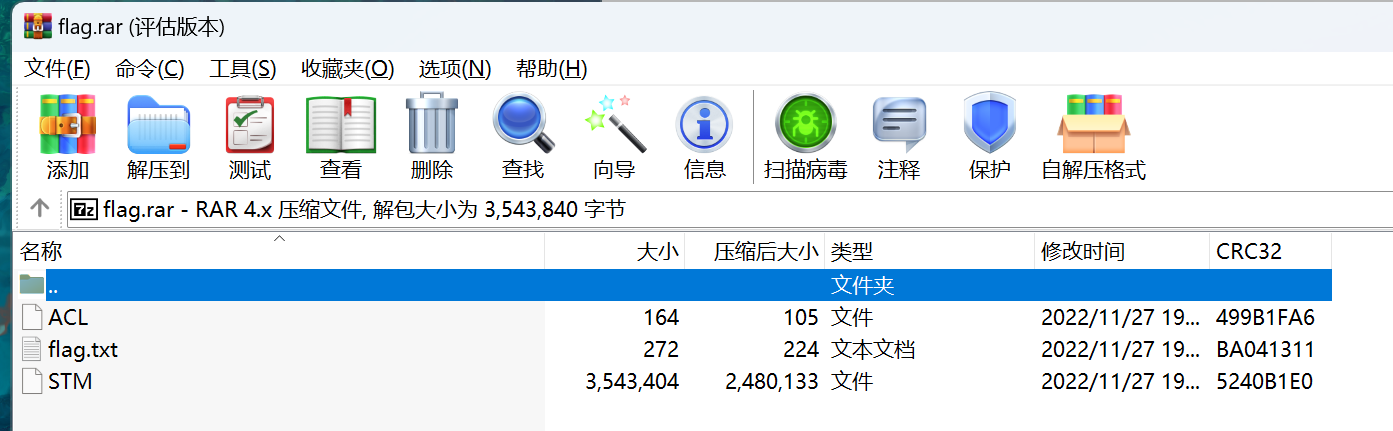 flag.rar (评估版本)
文件(F) 命令(C) 工具(S) 收藏夹(O) 选项(N) 帮助(H)
添加 解压到 测试 查看 删除 查找 向导 信息 扫描病毒 注释 保护 自解压格式
7z flag.rar - RAR 4.x 压缩文件, 解包大小为 3,543,840 字节
名称 大小 压缩后大小 类型 修改时间 CRC32
.. 文件夹
ACL 164 105 文件 2022/11/27 19... 499B1FA6
flag.txt 272 224 文本文档 2022/11/27 19... BA041311
STM 3,543,404 2,480,133 文件 2022/11/27 19... 5240B1E0